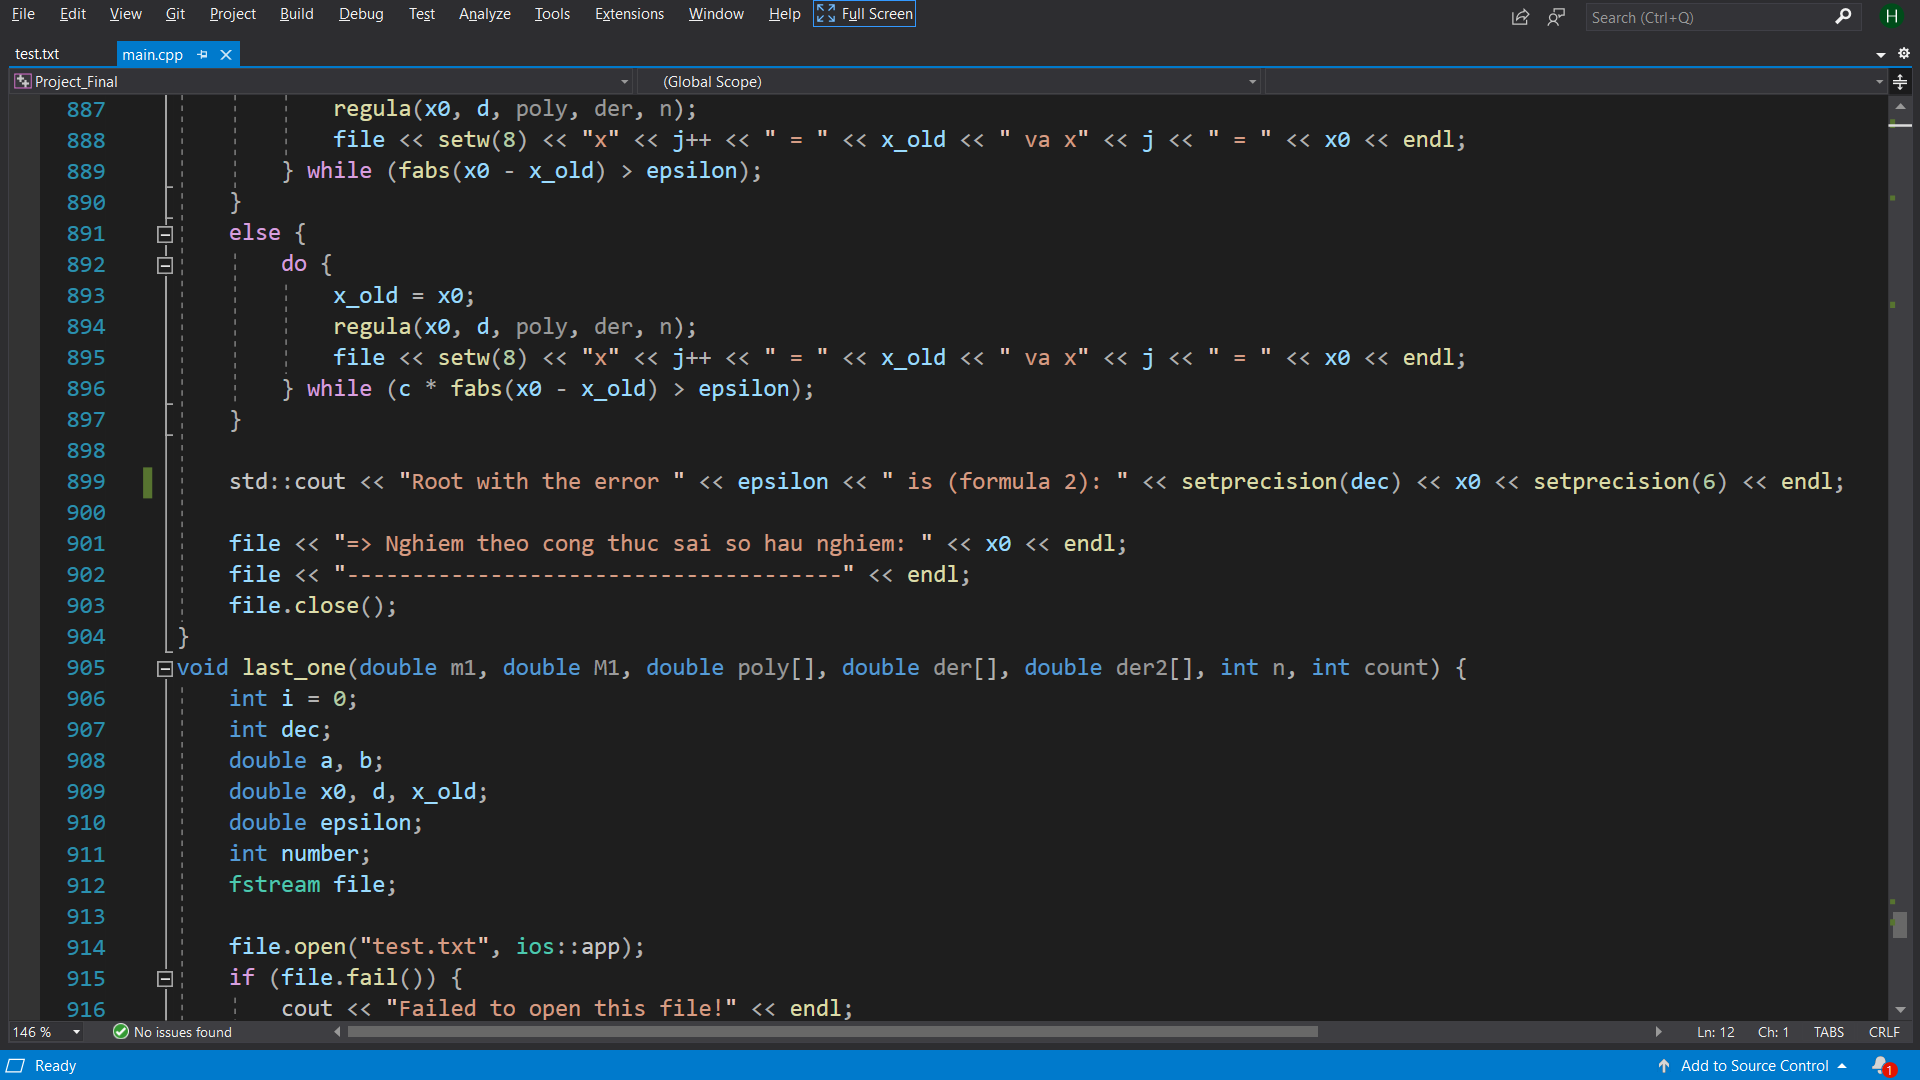 File Edit View Git Project Build Debug Test Analyze Tools Extensions Window Help Full Screen Search (Ctrl+Q) H
test.txt main.cpp
Project_Final (Global Scope)
887 regula(x0, d, poly, der, n);
888 file << setw(8) << "x" << j++ << " = " << x_old << " va x" << j << " = " << x0 << endl;
889 } while (fabs(x0 - x_old) > epsilon);
890 }
891 else {
892 do {
893 x_old = x0;
894 regula(x0, d, poly, der, n);
895 file << setw(8) << "x" << j++ << " = " << x_old << " va x" << j << " = " << x0 << endl;
896 } while (c * fabs(x0 - x_old) > epsilon);
897 }
898
899 std::cout << "Root with the error " << epsilon << " is (formula 2): " << setprecision(dec) << x0 << setprecision(6) << endl;
900
901 file << "=> Nghiem theo cong thuc sai so hau nghiem: " << x0 << endl;
902 file << "--------------------------------------" << endl;
903 file.close();
904 }
905 void last_one(double m1, double M1, double poly[], double der[], double der2[], int n, int count) {
906 int i = 0;
907 int dec;
908 double a, b;
909 double x0, d, x_old;
910 double epsilon;
911 int number;
912 fstream file;
913
914 file.open("test.txt", ios::app);
915 if (file.fail()) {
916 cout << "Failed to open this file!" << endl;
146 % No issues found Ln: 12 Ch: 1 TABS CRLF
Ready Add to Source Control 1